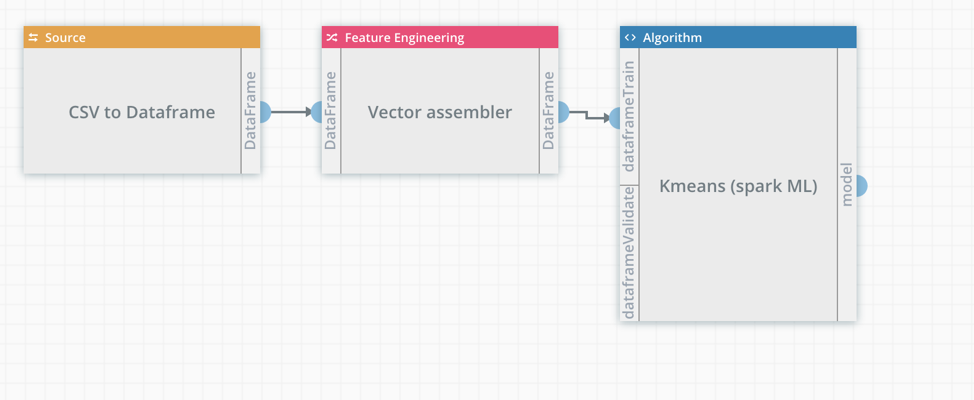 Source
CSV to Dataframe
DataFrame
Feature Engineering
DataFrame
Vector assembler
DataFrame
Algorithm
dataframeTrain
dataframeValidate
Kmeans (spark ML)
model